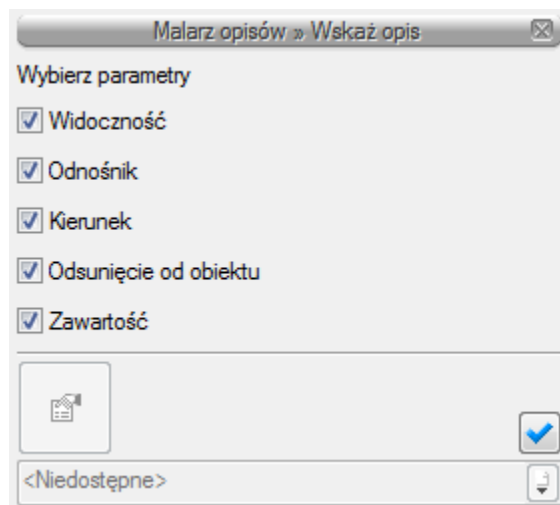 Malarz opisów » Wskaż opis
Wybierz parametry
Widoczność
Odnośnik
Kierunek
Odsunięcie od obiektu
Zawartość
<Niedostępne>